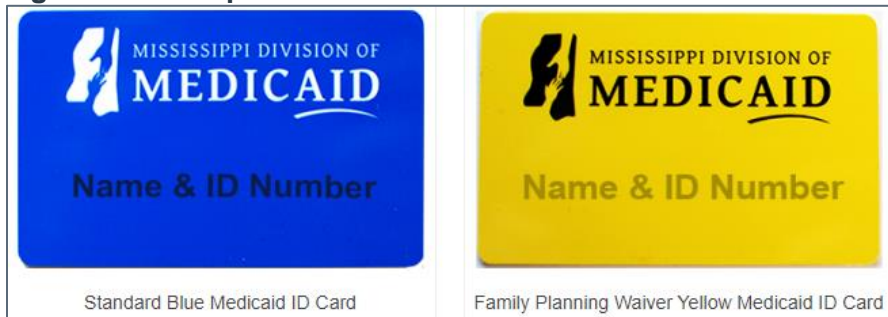 MISSISSIPPI DIVISION OF
MEDICAID
Name & ID Number
Standard Blue Medicaid ID Card
MISSISSIPPI DIVISION OF
MEDICAID
Name & ID Number
Family Planning Waiver Yellow Medicaid ID Card